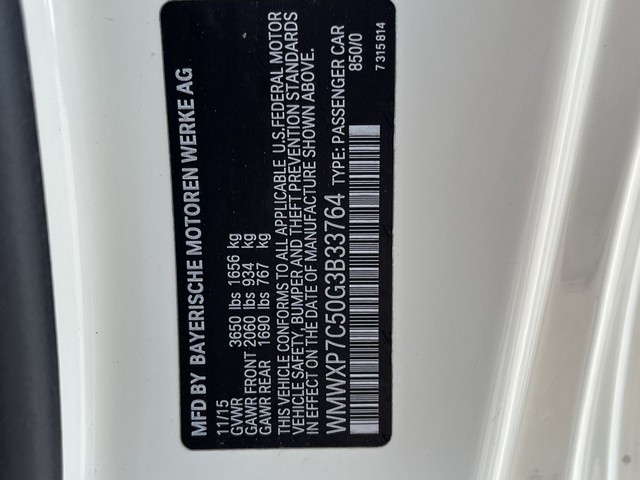 MFD BY BAYERISCHE MOTOREN WERKE AG
11/15
GVWR 3650 lbs 1656 kg
GAWR FRONT 2060 lbs 934 kg
GAWR REAR 1690 lbs 767 kg
THIS VEHICLE CONFORMS TO ALL APPLICABLE U.S.FEDERAL MOTOR
VEHICLE SAFETY, BUMPER AND THEFT PREVENTION STANDARDS
IN EFFECT ON THE DATE OF MANUFACTURE SHOWN ABOVE.
WMWXP7C50G3B33764 TYPE: PASSENGER CAR
850/0
7315814